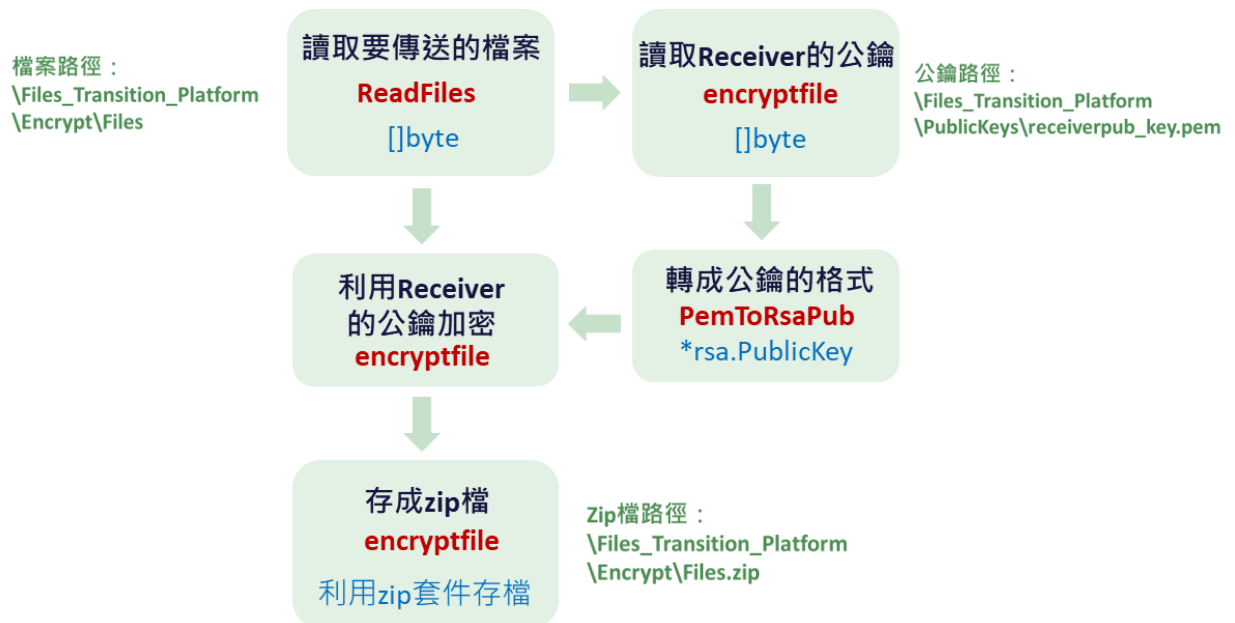 檔案路徑：
\Files_Transition_Platform
\Encrypt\Files
讀取要傳送的檔案
ReadFiles
[]byte
讀取Receiver的公鑰
encryptfile
[]byte
公鑰路徑：
\Files_Transition_Platform
\PublicKeys\receiverpub_key.pem
利用Receiver
的公鑰加密
encryptfile
轉成公鑰的格式
PemToRsaPub
*rsa.PublicKey
存成zip檔
encryptfile
利用zip套件存檔
Zip檔路徑：
\Files_Transition_Platform
\Encrypt\Files.zip